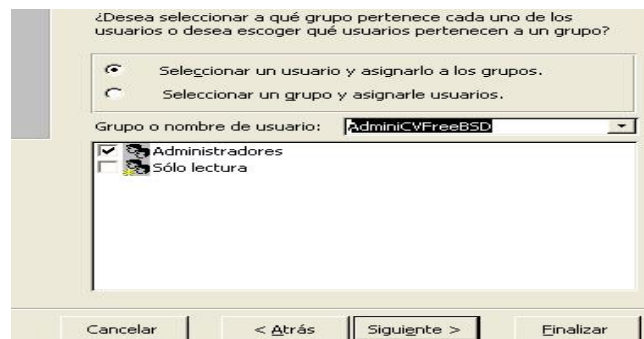 ¿Desea seleccionar a qué grupo pertenece cada uno de los
usuarios o desea escoger qué usuarios pertenecen a un grupo?
Seleccionar un usuario y asignarlo a los grupos.
Seleccionar un grupo y asignarle usuarios.
Grupo o nombre de usuario: AdminiCVFreeBSD
Administradores
Sólo lectura
Cancelar < Atrás Siguiente > Finalizar